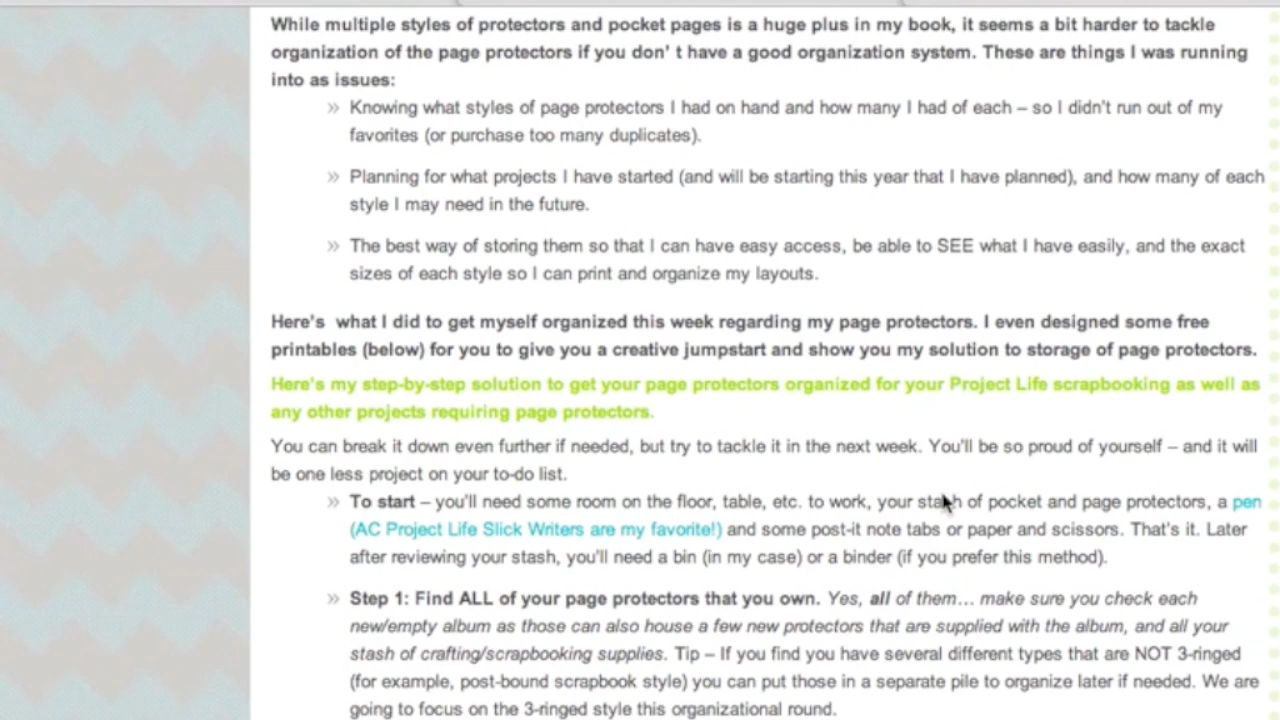 While multiple styles of protectors and pocket pages is a huge plus in my book, it seems a bit harder to tackle
organization of the page protectors if you don' t have a good organization system. These are things I was running
into as issues:
» Knowing what styles of page protectors I had on hand and how many I had of each – so I didn't run out of my
favorites (or purchase too many duplicates).
» Planning for what projects I have started (and will be starting this year that I have planned), and how many of each
style I may need in the future.
» The best way of storing them so that I can have easy access, be able to SEE what I have easily, and the exact
sizes of each style so I can print and organize my layouts.
Here's  what I did to get myself organized this week regarding my page protectors. I even designed some free
printables (below) for you to give you a creative jumpstart and show you my solution to storage of page protectors.
Here's my step-by-step solution to get your page protectors organized for your Project Life scrapbooking as well as
any other projects requiring page protectors.
You can break it down even further if needed, but try to tackle it in the next week. You'll be so proud of yourself – and it will
be one less project on your to-do list.
» To start – you'll need some room on the floor, table, etc. to work, your stash of pocket and page protectors, a pen
(AC Project Life Slick Writers are my favorite!) and some post-it note tabs or paper and scissors. That's it. Later
after reviewing your stash, you'll need a bin (in my case) or a binder (if you prefer this method).
» Step 1: Find ALL of your page protectors that you own. Yes, all of them... make sure you check each
new/empty album as those can also house a few new protectors that are supplied with the album, and all your
stash of crafting/scrapbooking supplies. Tip – If you find you have several different types that are NOT 3-ringed
(for example, post-bound scrapbook style) you can put those in a separate pile to organize later if needed. We are
going to focus on the 3-ringed style this organizational round.